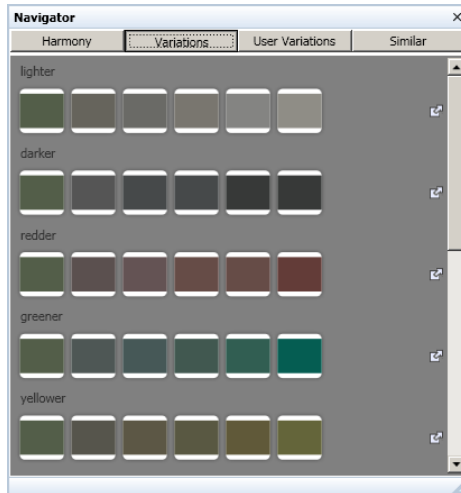 Navigator
Harmony Variations User Variations Similar
lighter
darker
redder
greener
yellower